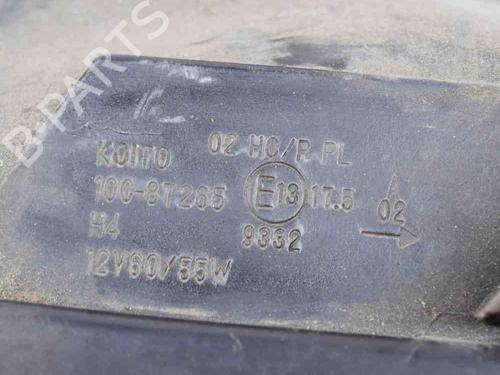 B-PARTS
KOITO 02 HC/R PL
100-87265 E13 17.5 A 02
H4 9332
12V60/55W